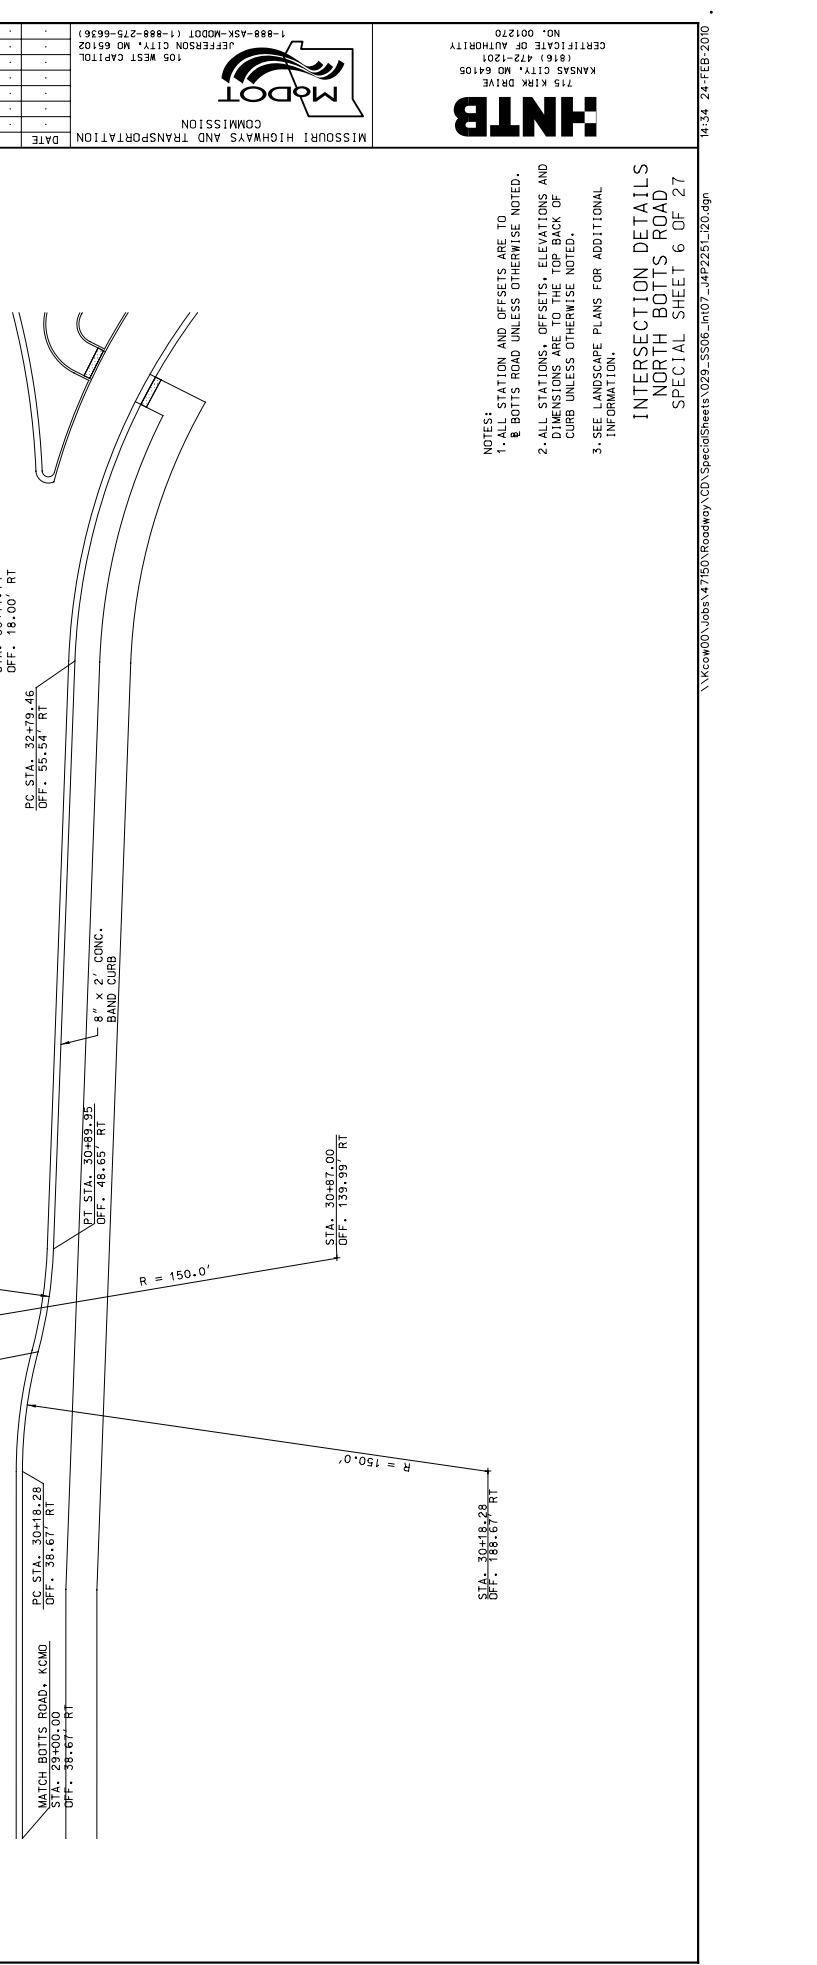 DATE
MISSOURI HIGHWAYS AND TRANSPORTATION
COMMISSION
MoDOT
105 WEST CAPITOL
JEFFERSON CITY, MO 65102
1-888-ASK-MODOT (1-888-275-6636)
HNTB
715 KIRK DRIVE
KANSAS CITY, MO 64105
(816) 472-1201
CERTIFICATE OF AUTHORITY
NO. 001270
14:34 24-FEB-2010
\\Kcow00\Jobs\47150\Roadway\CD\SpecialSheets\029_SS06_Int07_J4P2251_i20.dgn
INTERSECTION DETAILS
NORTH BOTTS ROAD
SPECIAL SHEET 6 OF 27
NOTES:
1. ALL STATION AND OFFSETS ARE TO
BOTTS ROAD UNLESS OTHERWISE NOTED.
2. ALL STATIONS, OFFSETS, ELEVATIONS AND
DIMENSIONS ARE TO THE TOP BACK OF
CURB UNLESS OTHERWISE NOTED.
3. SEE LANDSCAPE PLANS FOR ADDITIONAL
INFORMATION.
OFF. 18.00' RT
PC STA. 32+79.46
OFF. 55.54' RT
8" x 2' CONC.
BAND CURB
PT STA. 30+89.95
OFF. 48.65' RT
STA. 30+87.00
OFF. 139.99' RT
R = 150.0'
R = 150.0'
STA. 30+18.28
OFF. 188.67' RT
PC STA. 30+18.28
OFF. 38.67' RT
MATCH BOTTS ROAD, KCMO
STA. 29+00.00
OFF. 38.67' RT